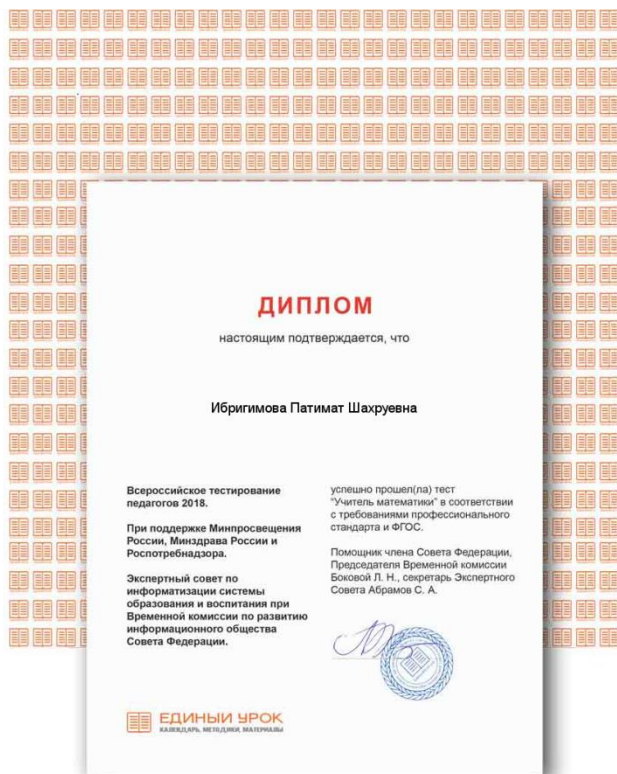 ДИПЛОМ
настоящим подтверждается, что
Ибригимова Патимат Шахруевна
Всероссийское тестирование
педагогов 2018.
При поддержке Минпросвещения
России, Минздрава России и
Роспотребнадзора.
Экспертный совет по
информатизации системы
образования и воспитания при
Временной комиссии по развитию
информационного общества
Совета Федерации.
успешно прошел(ла) тест
"Учитель математики" в соответствии
с требованиями профессионального
стандарта и ФГОС.
Помощник члена Совета Федерации,
Председателя Временной комиссии
Боковой Л. Н., секретарь Экспертного
Совета Абрамов С. А.
ЕДИНЫЙ УРОК
КАЛЕНДАРЬ, МЕТОДИКИ, МАТЕРИАЛЫ